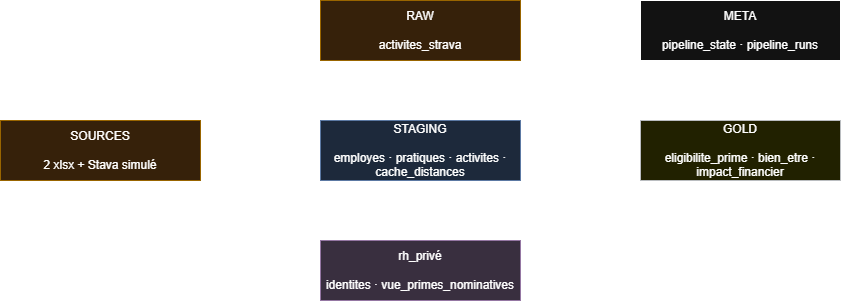 RAW
activites_strava
META
pipeline_state · pipeline_runs
SOURCES
2 xlsx + Stava simulé
STAGING
employes · pratiques · activites ·
cache_distances
GOLD
eligibilite_prime · bien_etre ·
impact_financier
rh_privé
identites · vue_primes_nominatives